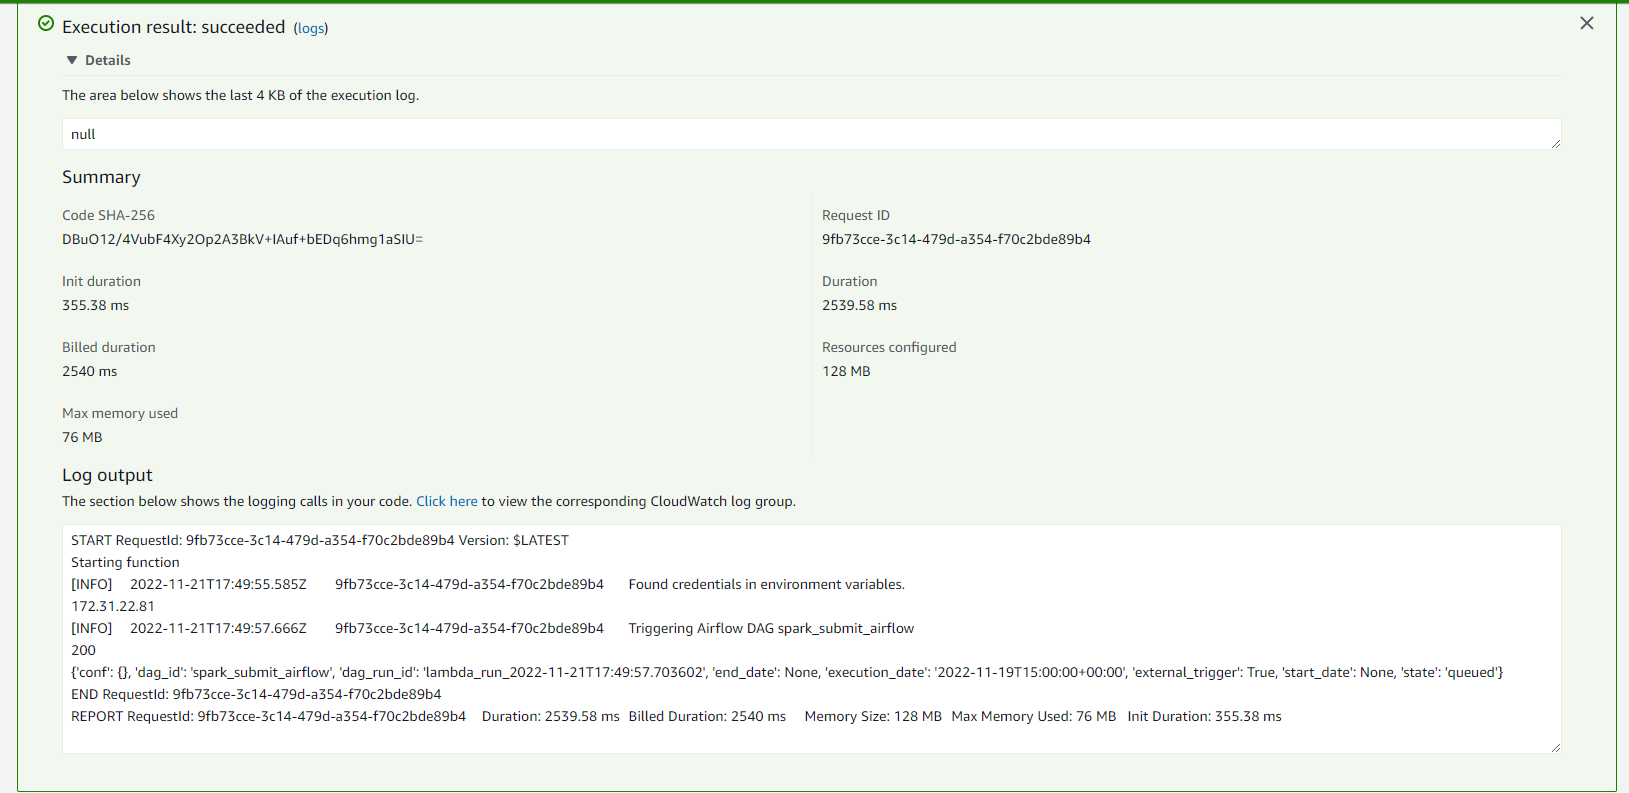 Execution result: succeeded (logs)
Details
The area below shows the last 4 KB of the execution log.
null
Summary
Code SHA-256
DBuO12/4VubF4Xy2Op2A3BkV+IAuf+bEDq6hmg1aSIU=
Request ID
9fb73cce-3c14-479d-a354-f70c2bde89b4
Init duration
355.38 ms
Duration
2539.58 ms
Billed duration
2540 ms
Resources configured
128 MB
Max memory used
76 MB
Log output
The section below shows the logging calls in your code. Click here to view the corresponding CloudWatch log group.
START RequestId: 9fb73cce-3c14-479d-a354-f70c2bde89b4 Version: $LATEST
Starting function
[INFO] 2022-11-21T17:49:55.585Z 9fb73cce-3c14-479d-a354-f70c2bde89b4 Found credentials in environment variables.
172.31.22.81
[INFO] 2022-11-21T17:49:57.666Z 9fb73cce-3c14-479d-a354-f70c2bde89b4 Triggering Airflow DAG spark_submit_airflow
200
{'conf': {}, 'dag_id': 'spark_submit_airflow', 'dag_run_id': 'lambda_run_2022-11-21T17:49:57.703602', 'end_date': None, 'execution_date': '2022-11-19T15:00:00+00:00', 'external_trigger': True, 'start_date': None, 'state': 'queued'}
END RequestId: 9fb73cce-3c14-479d-a354-f70c2bde89b4
REPORT RequestId: 9fb73cce-3c14-479d-a354-f70c2bde89b4 Duration: 2539.58 ms Billed Duration: 2540 ms Memory Size: 128 MB Max Memory Used: 76 MB Init Duration: 355.38 ms